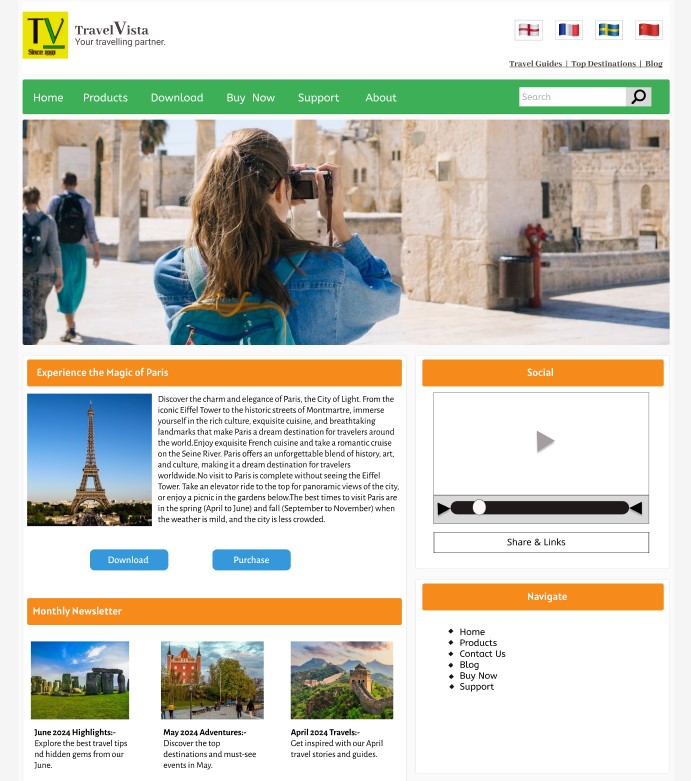 TV
Since 1990
TravelVista
Your travelling partner.
Travel Guides | Top Destinations | Blog
Home Products Download Buy Now Support About
Search
Experience the Magic of Paris
Discover the charm and elegance of Paris, the City of Light. From the
iconic Eiffel Tower to the historic streets of Montmartre, immerse
yourself in the rich culture, exquisite cuisine, and breathtaking
landmarks that make Paris a dream destination for travelers around
the world.Enjoy exquisite French cuisine and take a romantic cruise
on the Seine River. Paris offers an unforgettable blend of history, art,
and culture, making it a dream destination for travelers
worldwide.No visit to Paris is complete without seeing the Eiffel
Tower. Take an elevator ride to the top for panoramic views of the city,
or enjoy a picnic in the gardens below.The best times to visit Paris are
in the spring (April to June) and fall (September to November) when
the weather is mild, and the city is less crowded.
Download
Purchase
Social
Share & Links
Navigate
Home
Products
Contact Us
Blog
Buy Now
Support
Monthly Newsletter
June 2024 Highlights:-
Explore the best travel tips
nd hidden gems from our
June.
May 2024 Adventures:-
Discover the top
destinations and must-see
events in May.
April 2024 Travels:-
Get inspired with our April
travel stories and guides.